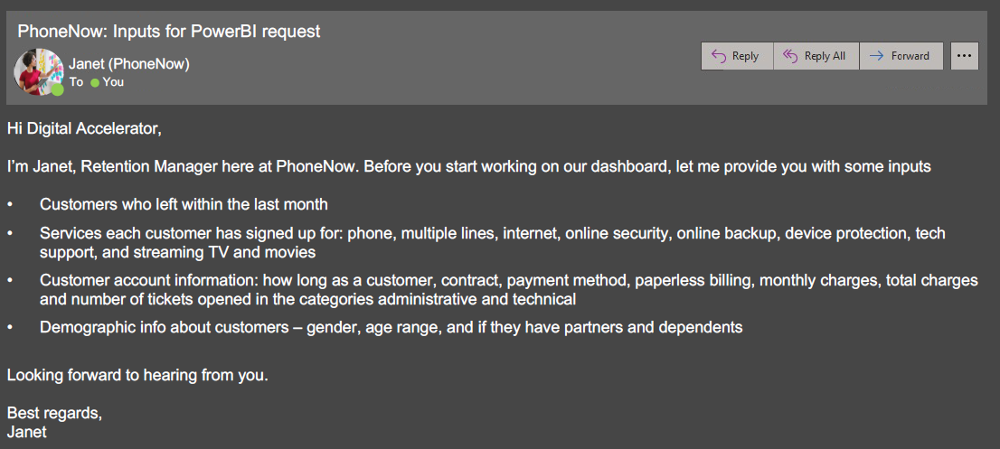 PhoneNow: Inputs for PowerBI request
Janet (PhoneNow)
To You
Reply
Reply All
Forward
...
Hi Digital Accelerator,
I'm Janet, Retention Manager here at PhoneNow. Before you start working on our dashboard, let me provide you with some inputs
• Customers who left within the last month
• Services each customer has signed up for: phone, multiple lines, internet, online security, online backup, device protection, tech
support, and streaming TV and movies
• Customer account information: how long as a customer, contract, payment method, paperless billing, monthly charges, total charges
and number of tickets opened in the categories administrative and technical
• Demographic info about customers – gender, age range, and if they have partners and dependents
Looking forward to hearing from you.
Best regards,
Janet